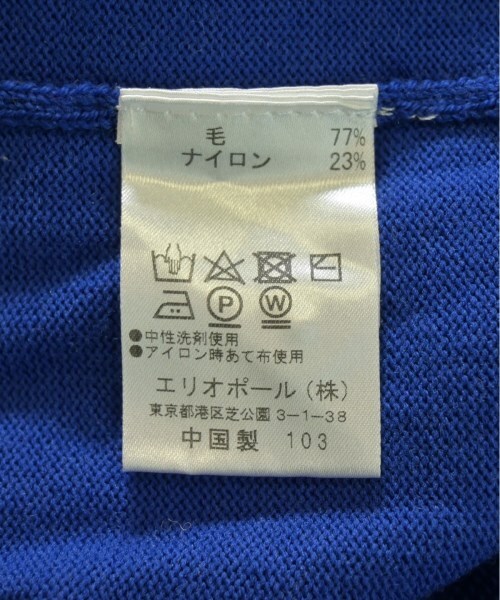 毛 77%
ナイロン 23%
P W
●中性洗剤使用
●アイロン時あて布使用
エリオポール(株)
東京都港区芝公園 3-1-38
中国製 103